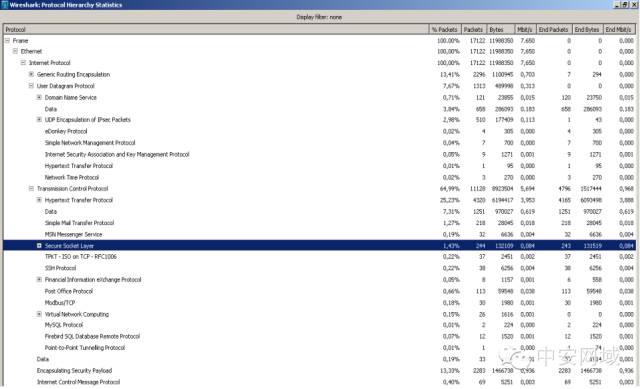 Wireshark: Protocol Hierarchy Statistics
Display filter: none
Protocol % Packets Packets Bytes Mbit/s End Packets End Bytes End Mbit/s
Frame 100,00% 17122 11988350 7,650 0 0 0,000
Ethernet 100,00% 17122 11988350 7,650 0 0 0,000
Internet Protocol 100,00% 17122 11988350 7,650 0 0 0,000
Generic Routing Encapsulation 13,41% 2296 1100945 0,703 7 294 0,000
User Datagram Protocol 7,67% 1313 489998 0,313 0 0 0,000
Domain Name Service 0,71% 121 23855 0,015 120 23750 0,015
Data 3,84% 658 286093 0,183 658 286093 0,183
UDP Encapsulation of IPsec Packets 2,98% 510 177409 0,113 1 43 0,000
eDonkey Protocol 0,02% 4 305 0,000 4 305 0,000
Simple Network Management Protocol 0,04% 7 700 0,000 7 700 0,000
Internet Security Association and Key Management Protocol 0,05% 9 1271 0,001 9 1271 0,001
Hypertext Transfer Protocol 0,01% 1 95 0,000 1 95 0,000
Network Time Protocol 0,02% 3 270 0,000 3 270 0,000
Transmission Control Protocol 64,99% 11128 8923504 5,694 4796 1517444 0,968
Hypertext Transfer Protocol 25,23% 4320 6194417 3,953 4165 6093498 3,888
Data 7,31% 1251 970027 0,619 1251 970027 0,619
Simple Mail Transfer Protocol 1,27% 218 28045 0,018 218 28045 0,018
MSN Messenger Service 0,19% 32 6636 0,004 32 6636 0,004
Secure Socket Layer 1,43% 244 132109 0,084 243 131519 0,084
TPKT - ISO on TCP - RFC1006 0,22% 37 2451 0,002 37 2451 0,002
SSH Protocol 0,22% 38 6256 0,004 38 6256 0,004
Financial Information eXchange Protocol 0,05% 8 1157 0,001 6 558 0,000
Post Office Protocol 0,66% 113 59548 0,038 113 59548 0,038
Modbus/TCP 0,18% 30 1980 0,001 30 1980 0,001
Virtual Network Computing 0,15% 26 1616 0,001 0 0 0,000
MySQL Protocol 0,01% 2 224 0,000 2 224 0,000
Firebird SQL Database Remote Protocol 0,07% 12 1520 0,001 12 1520 0,001
Point-to-Point Tunnelling Protocol 0,01% 1 74 0,000 1 74 0,000
Data 0,19% 33 0,001
Encapsulating Security Payload 13,33% 2283 1466738 0,936 2283 1466738 0,936
Internet Control Message Protocol 0,40% 69 5251 0,003 69 5251 0,003
中安网域